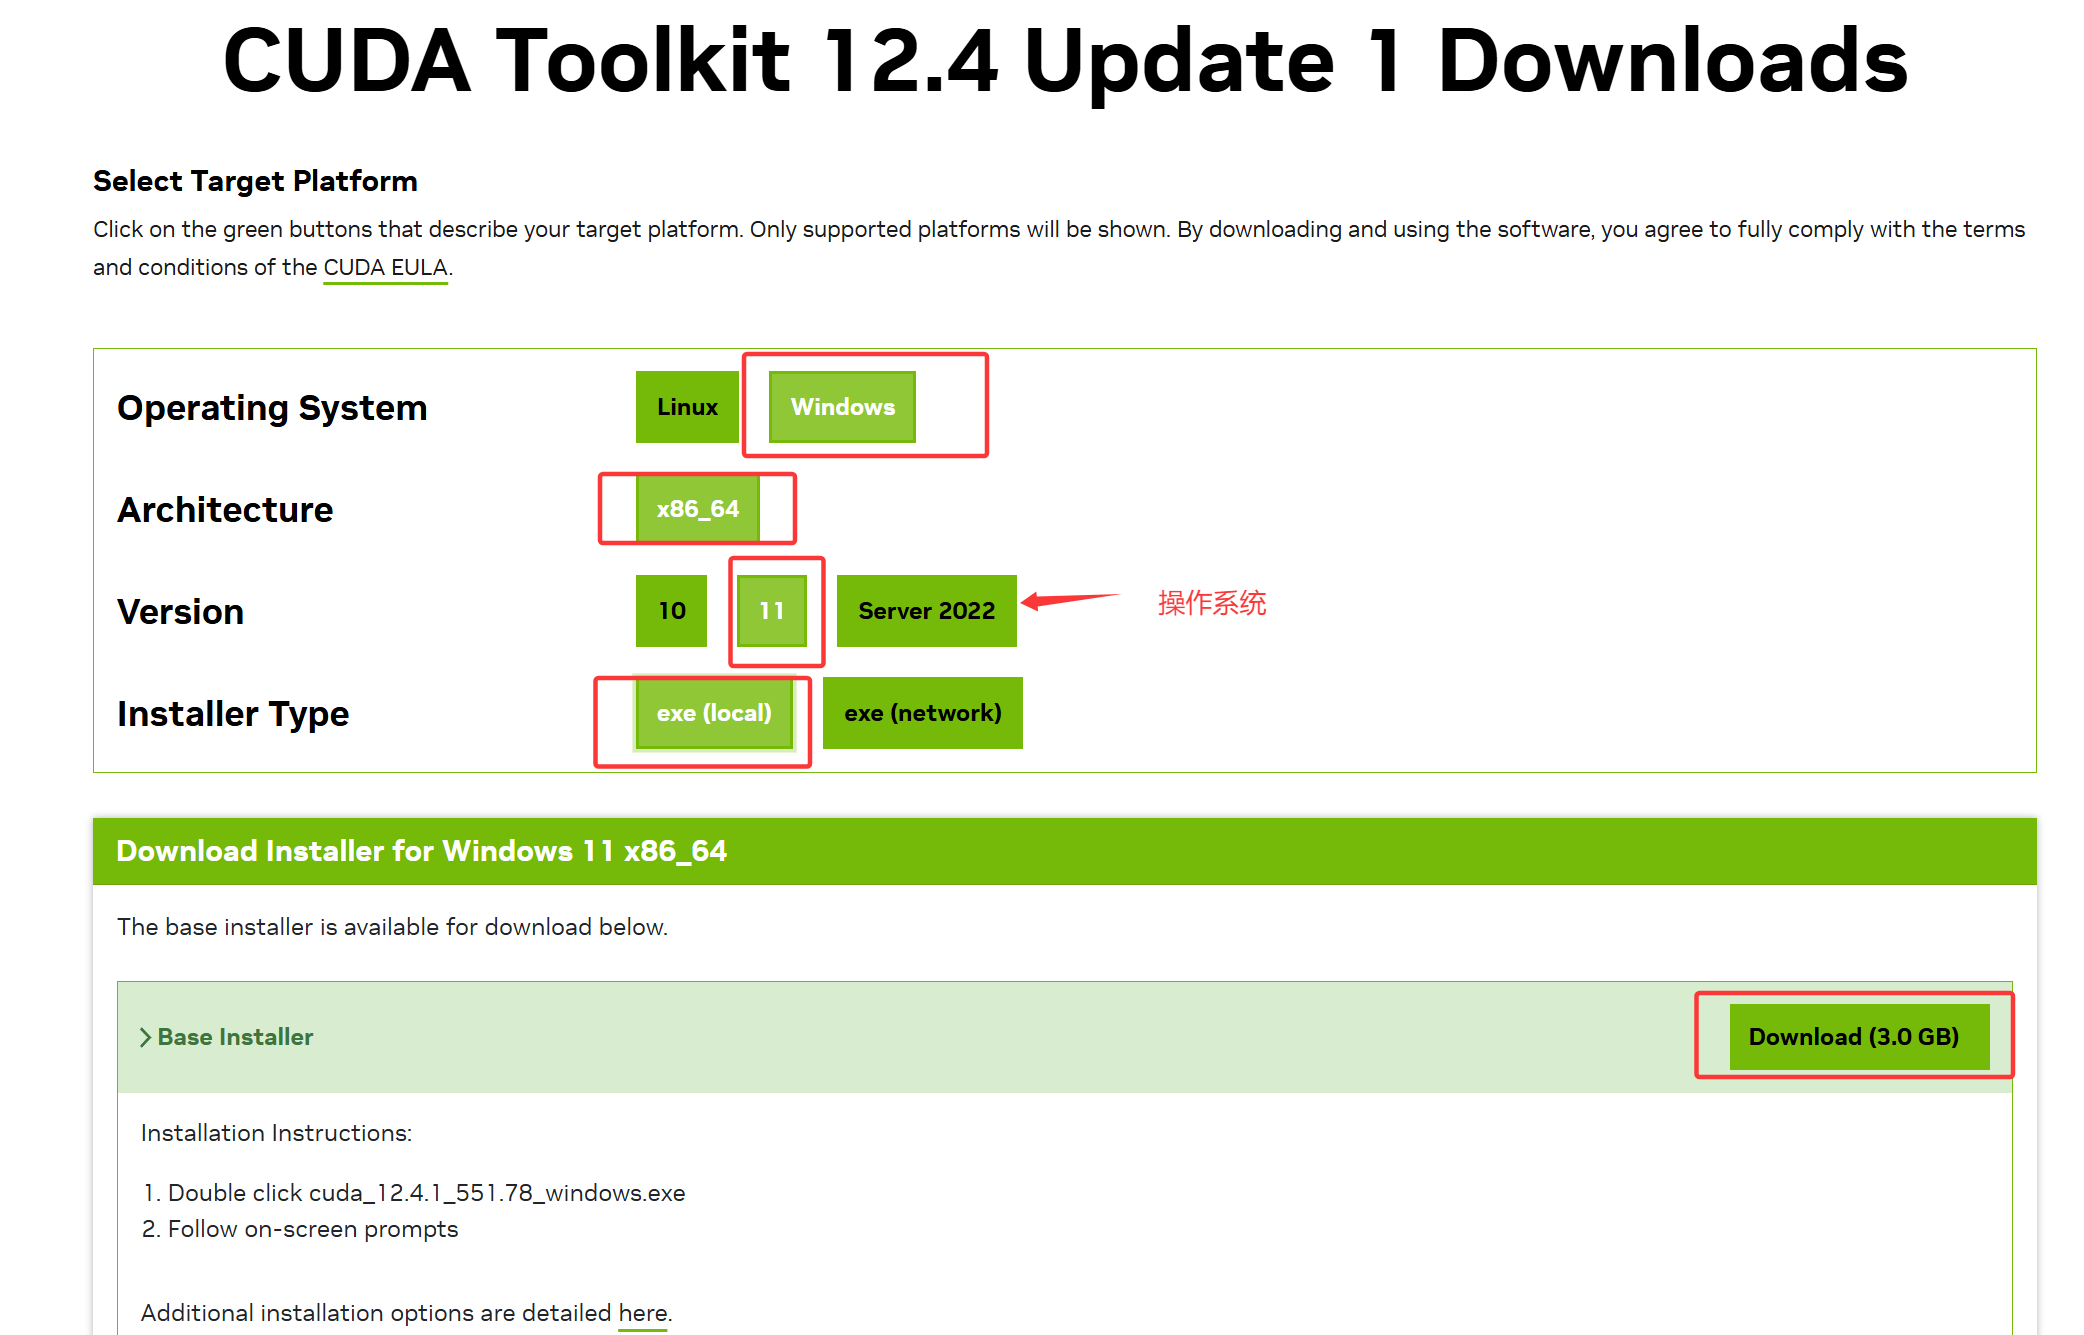 CUDA Toolkit 12.4 Update 1 Downloads
Select Target Platform
Click on the green buttons that describe your target platform. Only supported platforms will be shown. By downloading and using the software, you agree to fully comply with the terms
and conditions of the CUDA EULA.
Operating System Linux Windows
Architecture x86_64
Version 10 11 Server 2022 操作系统
Installer Type exe (local) exe (network)
Download Installer for Windows 11 x86_64
The base installer is available for download below.
Base Installer Download (3.0 GB)
Installation Instructions:
1. Double click cuda_12.4.1_551.78_windows.exe
2. Follow on-screen prompts
Additional installation options are detailed here.